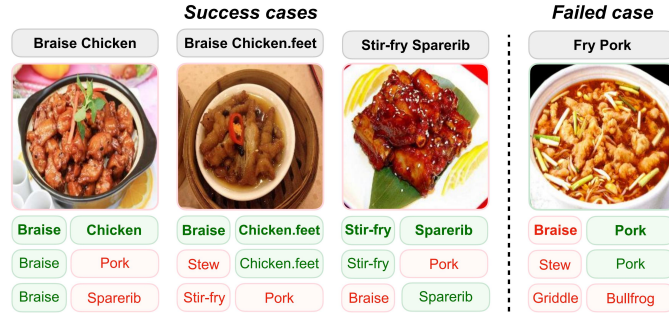 Success cases Failed case
Braise Chicken Braise Chicken.feet Stir-fry Sparerib Fry Pork
Braise Chicken Braise Chicken.feet Stir-fry Sparerib Braise Pork
Braise Pork Stew Chicken.feet Stir-fry Pork Stew Pork
Braise Sparerib Stir-fry Pork Braise Sparerib Griddle Bullfrog